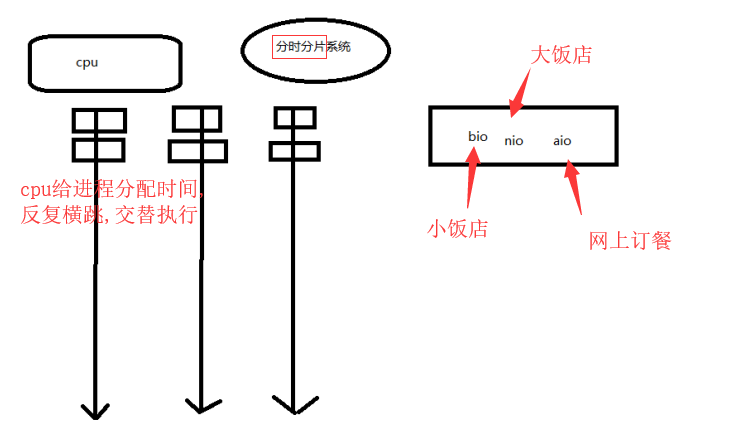 cpu
分时分片系统
大饭店
bio
nio
aio
cpu给进程分配时间,
反复横跳,交替执行
小饭店
网上订餐